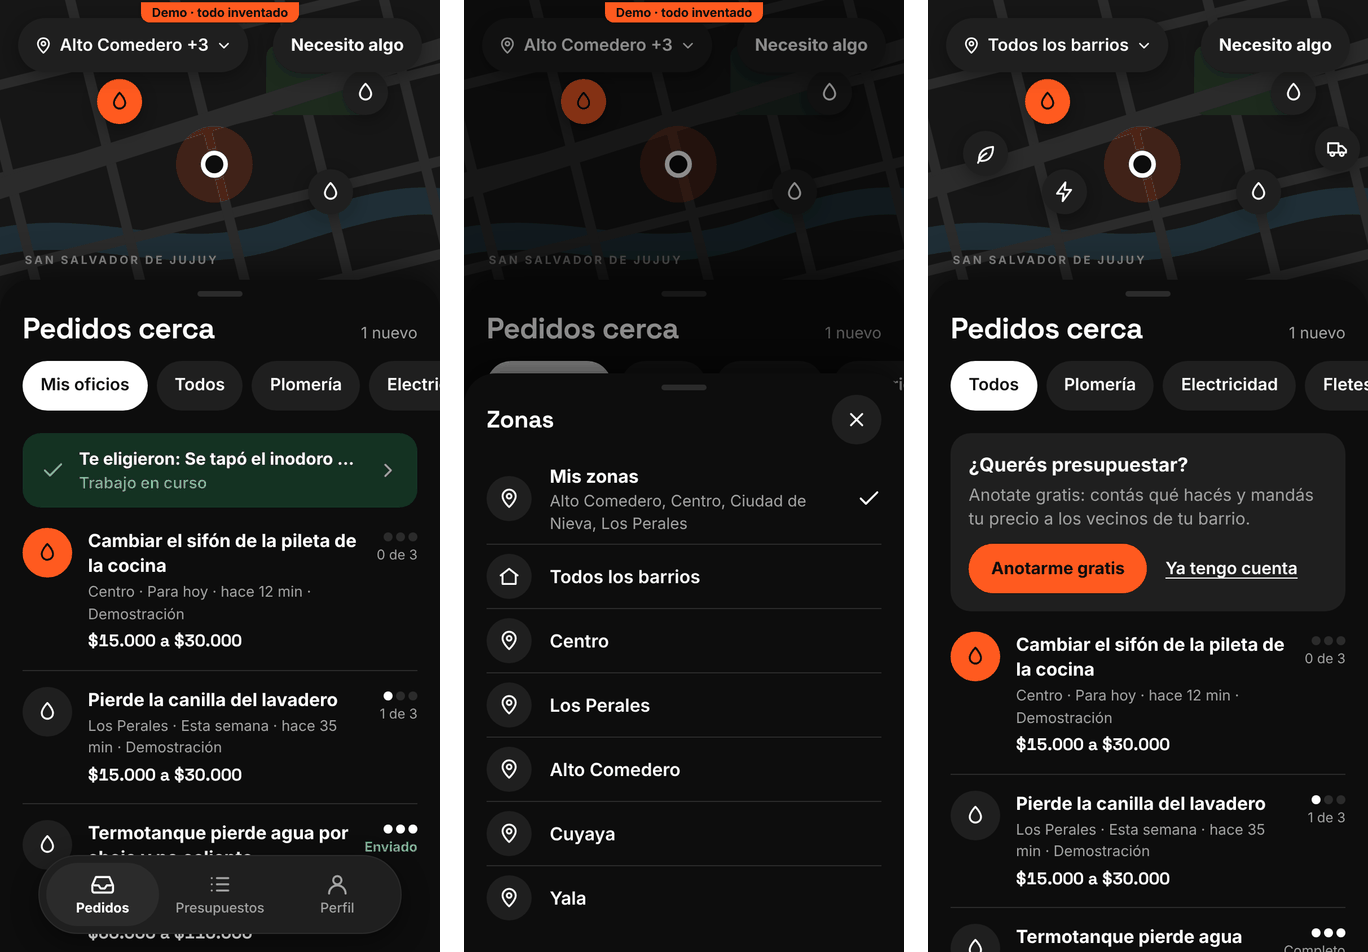 Demo · todo inventado
Alto Comedero +3
Necesito algo
SAN SALVADOR DE JUJUY
Pedidos cerca
1 nuevo
Mis oficios
Todos
Plomería
Te eligieron: Se tapó el inodoro ...
Trabajo en curso
Cambiar el sifón de la pileta de
la cocina
0 de 3
Centro · Para hoy · hace 12 min ·
Demostración
$15.000 a $30.000
Pierde la canilla del lavadero
1 de 3
Los Perales · Esta semana · hace 35
min · Demostración
$15.000 a $30.000
Termotanque pierde agua por
Enviado
Pedidos
Presupuestos
Perfil
Demo · todo inventado
Alto Comedero +3
Necesito algo
SAN SALVADOR DE JUJUY
Pedidos cerca
1 nuevo
Zonas
Mis zonas
Alto Comedero, Centro, Ciudad de
Nieva, Los Perales
Todos los barrios
Centro
Los Perales
Alto Comedero
Cuyaya
Yala
Todos los barrios
Necesito algo
SAN SALVADOR DE JUJUY
Pedidos cerca
1 nuevo
Todos
Plomería
Electricidad
Fletes
¿Querés presupuestar?
Anotate gratis: contás qué hacés y mandás
tu precio a los vecinos de tu barrio.
Anotarme gratis
Ya tengo cuenta
Cambiar el sifón de la pileta de
la cocina
0 de 3
Centro · Para hoy · hace 12 min ·
Demostración
$15.000 a $30.000
Pierde la canilla del lavadero
1 de 3
Los Perales · Esta semana · hace 35
min · Demostración
$15.000 a $30.000
Termotanque pierde agua
Completo